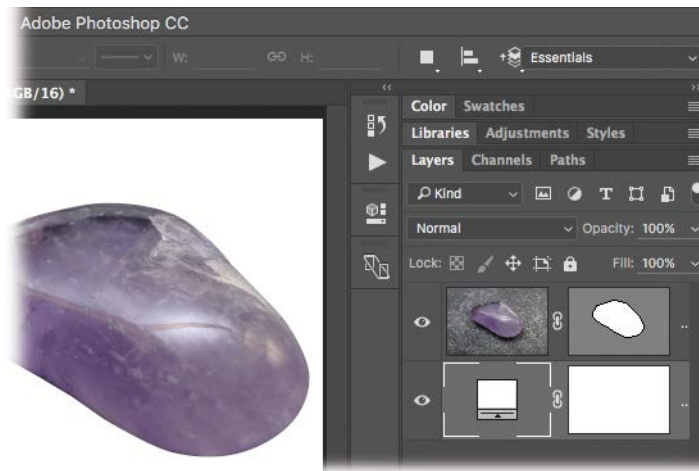 Adobe Photoshop CC
W:
H:
Essentials
GB/16) *
Color Swatches
Libraries Adjustments Styles
Layers Channels Paths
Kind
Normal
Opacity: 100%
Lock:
Fill: 100%